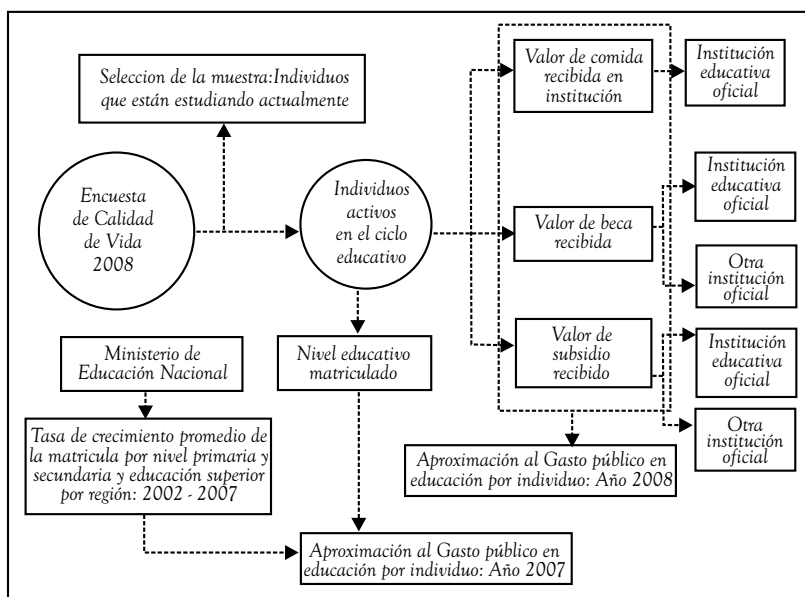 Seleccion de la muestra:Individuos
que están estudiando actualmente
Encuesta
de Calidad
de Vida
2008
Individuos
activos
en el ciclo
educativo
Valor de comida
recibida en
institución
Institución
educativa
oficial
Valor de beca
recibida
Institución
educativa
oficial
Otra
institución
oficial
Valor de
subsidio
recibido
Institución
educativa
oficial
Otra
institución
oficial
Ministerio de
Educación Nacional
Nivel educativo
matriculado
Tasa de crecimiento promedio de
la matricula por nivel primaria y
secundaria y educación superior
por región: 2002 - 2007
Aproximación al Gasto público en
educación por individuo: Año 2008
Aproximación al Gasto público en
educación por individuo: Año 2007